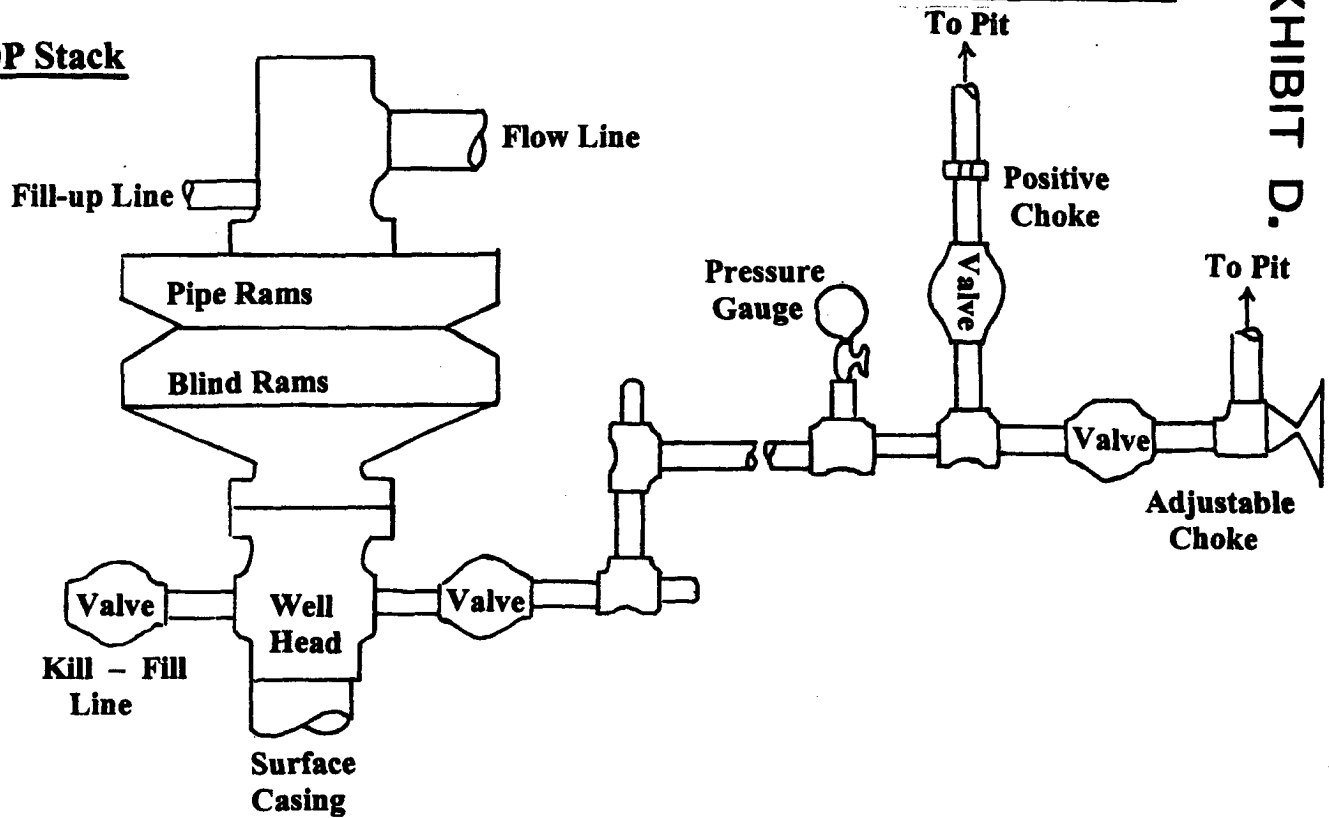 P Stack
To Pit
XHIBIT D.
Flow Line
Fill-up Line
Positive
Choke
Pipe Rams
Pressure
Gauge
Valve
To Pit
Blind Rams
Valve
Adjustable
Choke
Valve
Well
Head
Valve
Kill – Fill
Line
Surface
Casing